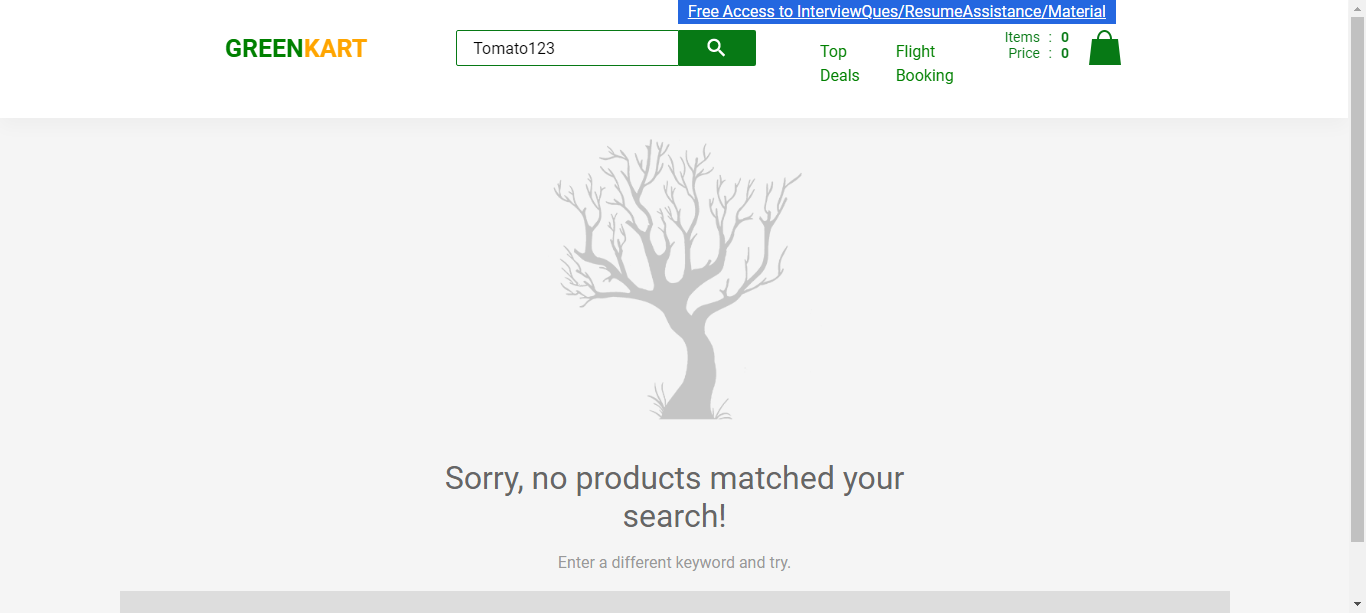 Free Access to InterviewQues/ResumeAssistance/Material
GREENKART
Tomato123
Top Deals
Flight Booking
Items : 0
Price : 0
Sorry, no products matched your
search!
Enter a different keyword and try.